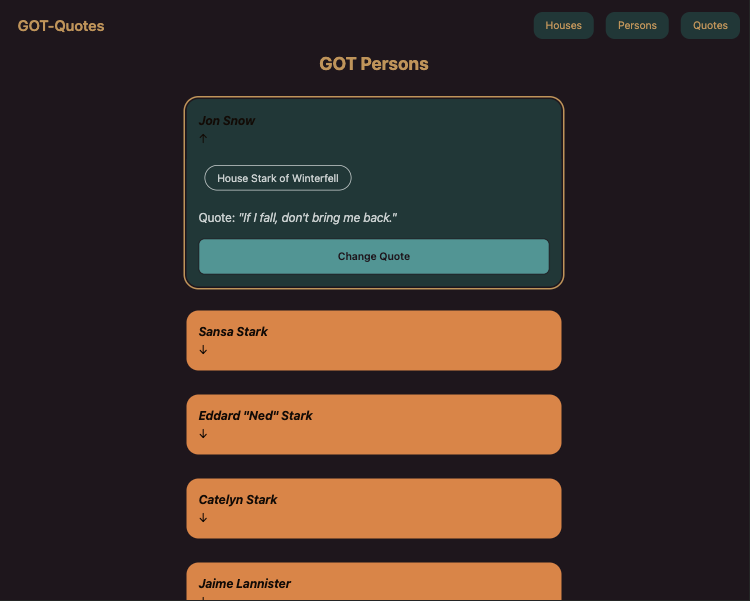 GOT-Quotes
Houses
Persons
Quotes
GOT Persons
Jon Snow
↑
House Stark of Winterfell
Quote: "If I fall, don't bring me back."
Change Quote
Sansa Stark
↓
Eddard "Ned" Stark
↓
Catelyn Stark
↓
Jaime Lannister